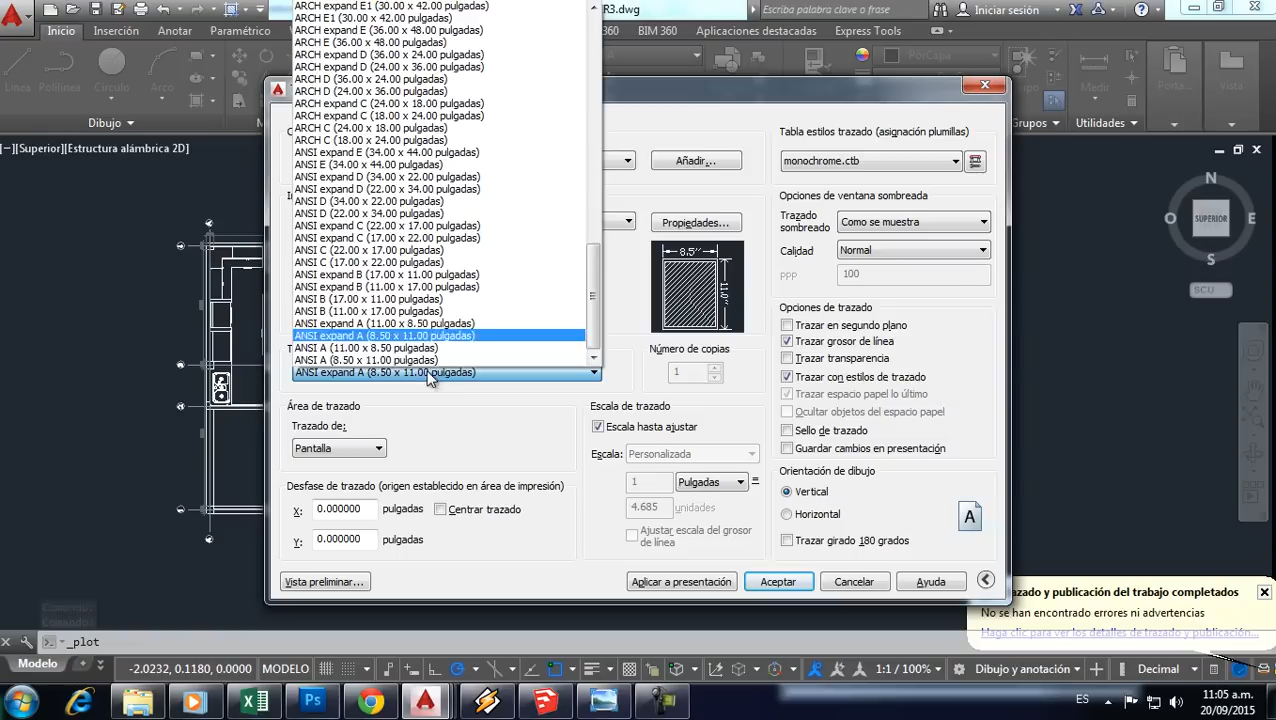 R3.dwg
Escriba palabra clave o frase
Iniciar sesión
Inicio Inserción Anotar Paramétrico 360 BIM 360 Aplicaciones destacadas Express Tools
Línea Polilínea Círculo Arco
PorCapa
Portap... Vista
Medir
Dibujo
Grupos Utilidades
[−][Superior][Estructura alámbrica 2D]
ARCH expand E1 (30.00 x 42.00 pulgadas)
ARCH E1 (30.00 x 42.00 pulgadas)
ARCH expand E (36.00 x 48.00 pulgadas)
ARCH E (36.00 x 48.00 pulgadas)
ARCH expand D (36.00 x 24.00 pulgadas)
ARCH expand D (24.00 x 36.00 pulgadas)
ARCH D (36.00 x 24.00 pulgadas)
ARCH D (24.00 x 36.00 pulgadas)
ARCH expand C (24.00 x 18.00 pulgadas)
ARCH expand C (18.00 x 24.00 pulgadas)
ARCH C (24.00 x 18.00 pulgadas)
ARCH C (18.00 x 24.00 pulgadas)
ANSI expand E (34.00 x 44.00 pulgadas)
ANSI E (34.00 x 44.00 pulgadas)
ANSI expand D (34.00 x 22.00 pulgadas)
ANSI expand D (22.00 x 34.00 pulgadas)
ANSI D (34.00 x 22.00 pulgadas)
ANSI D (22.00 x 34.00 pulgadas)
ANSI expand C (22.00 x 17.00 pulgadas)
ANSI expand C (17.00 x 22.00 pulgadas)
ANSI C (22.00 x 17.00 pulgadas)
ANSI C (17.00 x 22.00 pulgadas)
ANSI expand B (17.00 x 11.00 pulgadas)
ANSI expand B (11.00 x 17.00 pulgadas)
ANSI B (17.00 x 11.00 pulgadas)
ANSI B (11.00 x 17.00 pulgadas)
ANSI expand A (11.00 x 8.50 pulgadas)
ANSI expand A (8.50 x 11.00 pulgadas)
ANSI A (11.00 x 8.50 pulgadas)
ANSI A (8.50 x 11.00 pulgadas)
ANSI expand A (8.50 x 11.00 pulgadas)
Añadir...
Propiedades...
8.5''
11.0''
Número de copias
1
Área de trazado
Trazado de:
Pantalla
Desfase de trazado (origen establecido en área de impresión)
X: 0.000000 pulgadas Centrar trazado
Y: 0.000000 pulgadas
Escala de trazado
Escala hasta ajustar
Escala: Personalizada
1 Pulgadas =
4.685 unidades
Ajustar escala del grosor
de línea
Tabla estilos trazado (asignación plumillas)
monochrome.ctb
Opciones de ventana sombreada
Trazado
sombreado Como se muestra
Calidad Normal
PPP 100
Opciones de trazado
Trazar en segundo plano
Trazar grosor de línea
Trazar transparencia
Trazar con estilos de trazado
Trazar espacio papel lo último
Ocultar objetos del espacio papel
Sello de trazado
Guardar cambios en presentación
Orientación de dibujo
Vertical
Horizontal
A
Trazar girado 180 grados
Vista preliminar... Aplicar a presentación Aceptar Cancelar Ayuda
N
O SUPERIOR E
S
SCU
azado y publicación del trabajo completados
No se han encontrado errores ni advertencias
Haga clic para ver los detalles de trazado y publicación...
Comando:
Comando:
_plot
Modelo
-2.0232, 0.1180, 0.0000 MODELO 1:1 / 100% Dibujo y anotación Decimal
ES
11:05 a.m.
20/09/2015